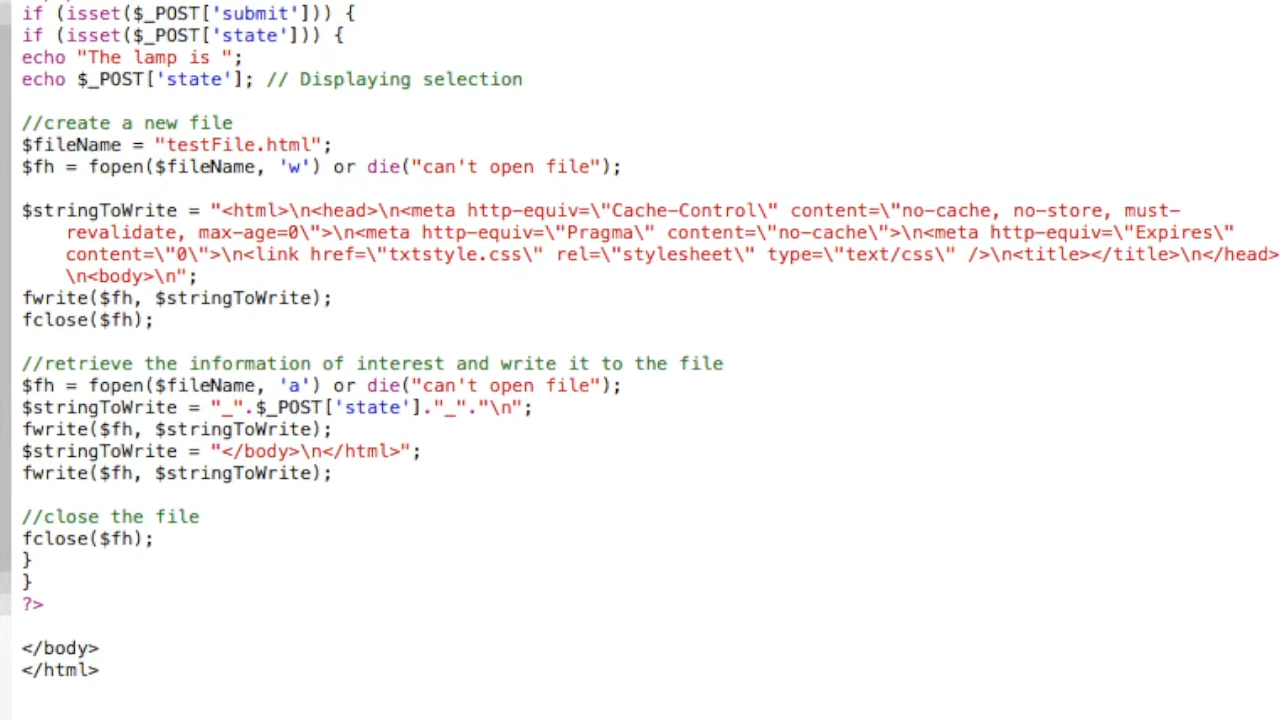 if (isset($_POST['submit'])) {
if (isset($_POST['state'])) {
echo "The lamp is ";
echo $_POST['state']; // Displaying selection
//create a new file
$fileName = "testFile.html";
$fh = fopen($fileName, 'w') or die("can't open file");
$stringToWrite = "<html>\n<head>\n<meta http-equiv=\"Cache-Control\" content=\"no-cache, no-store, must-
revalidate, max-age=0\">\n<meta http-equiv=\"Pragma\" content=\"no-cache\">\n<meta http-equiv=\"Expires\"
content=\"0\">\n<link href=\"txtstyle.css\" rel=\"stylesheet\" type=\"text/css\" />\n<title></title>\n</head>
\n<body>\n";
fwrite($fh, $stringToWrite);
fclose($fh);
//retrieve the information of interest and write it to the file
$fh = fopen($fileName, 'a') or die("can't open file");
$stringToWrite = "_".$_POST['state']."_"."\n";
fwrite($fh, $stringToWrite);
$stringToWrite = "</body>\n</html>";
fwrite($fh, $stringToWrite);
//close the file
fclose($fh);
}
}
?>
</body>
</html>